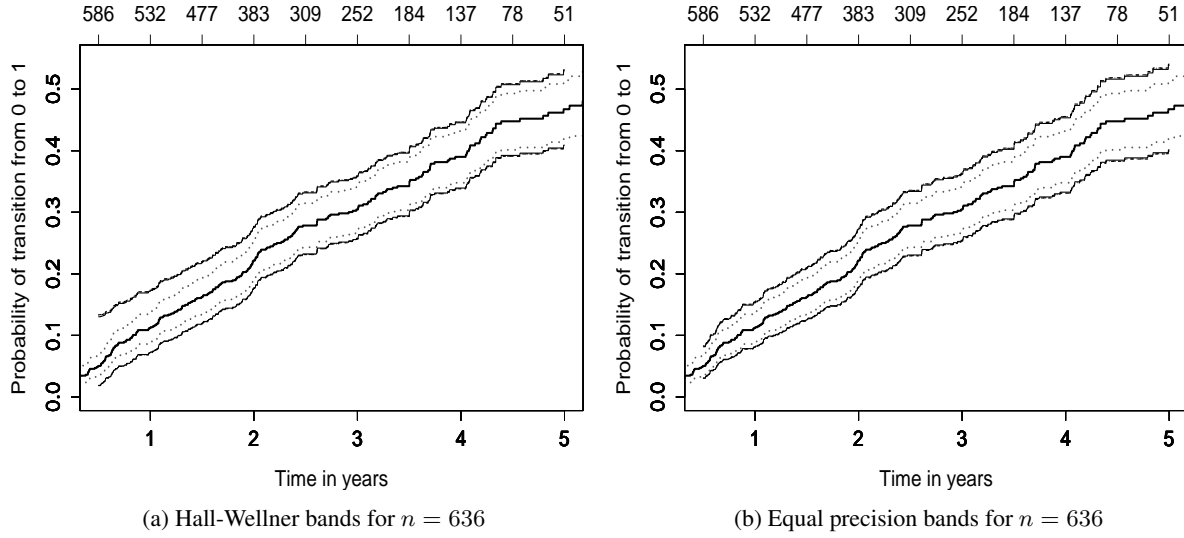 586 532 477 383 309 252 184 137 78 51
Probability of transition from 0 to 1
0.5
0.4
0.3
0.2
0.1
0.0
1 2 3 4 5
Time in years
(a) Hall-Wellner bands for n = 636
586 532 477 383 309 252 184 137 78 51
Probability of transition from 0 to 1
0.5
0.4
0.3
0.2
0.1
0.0
1 2 3 4 5
Time in years
(b) Equal precision bands for n = 636